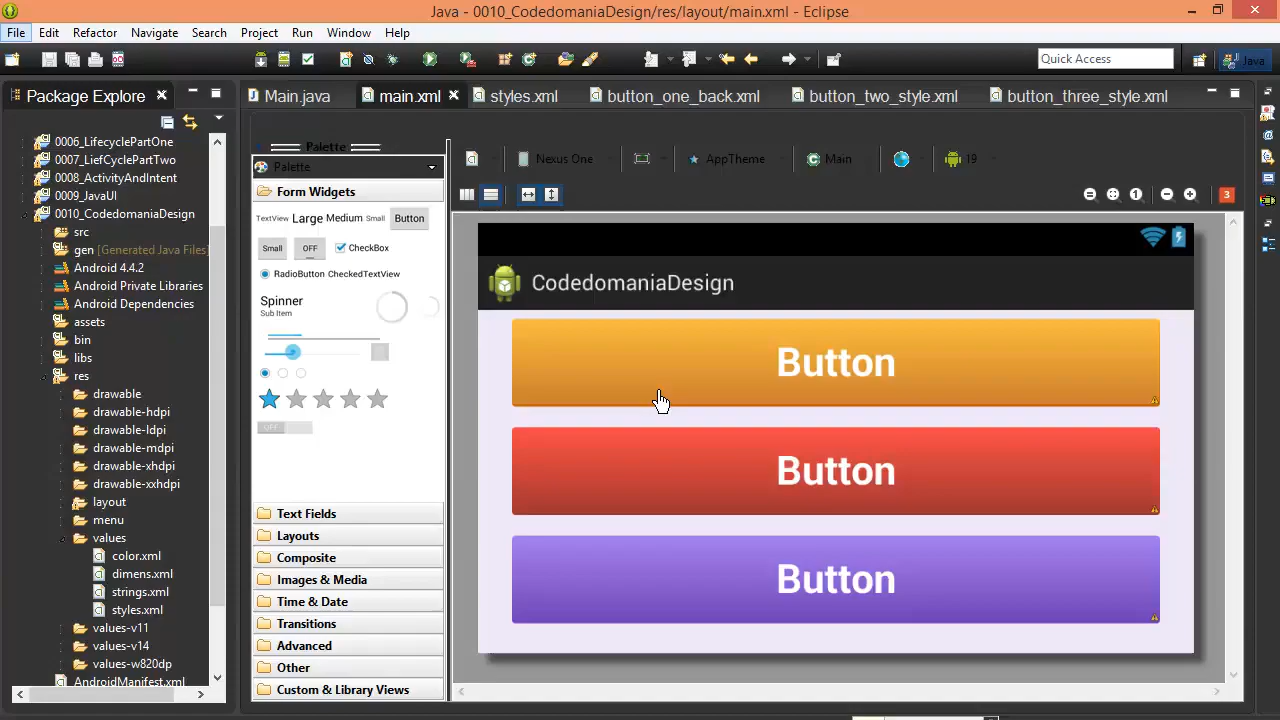 Java - 0010_CodedomaniaDesign/res/layout/main.xml - Eclipse
File Edit Refactor Navigate Search Project Run Window Help
Quick Access
Java
Package Explore
Main.java
main.xml
styles.xml
button_one_back.xml
button_two_style.xml
button_three_style.xml
0006_LifecyclePartOne
0007_LiefCyclePartTwo
0008_ActivityAndIntent
0009_JavaUI
0010_CodedomaniaDesign
src
gen [Generated Java Files]
Android 4.4.2
Android Private Libraries
Android Dependencies
assets
bin
libs
res
drawable
drawable-hdpi
drawable-ldpi
drawable-mdpi
drawable-xhdpi
drawable-xxhdpi
layout
menu
values
color.xml
dimens.xml
strings.xml
styles.xml
values-v11
values-v14
values-w820dp
AndroidManifest.xml
Palette
Palette
Form Widgets
TextView Large Medium Small Button
Small OFF CheckBox
RadioButton CheckedTextView
Spinner
Sub Item
OFF
Text Fields
Layouts
Composite
Images & Media
Time & Date
Transitions
Advanced
Other
Custom & Library Views
Nexus One
AppTheme
Main
19
1
3
CodedomaniaDesign
Button
Button
Button